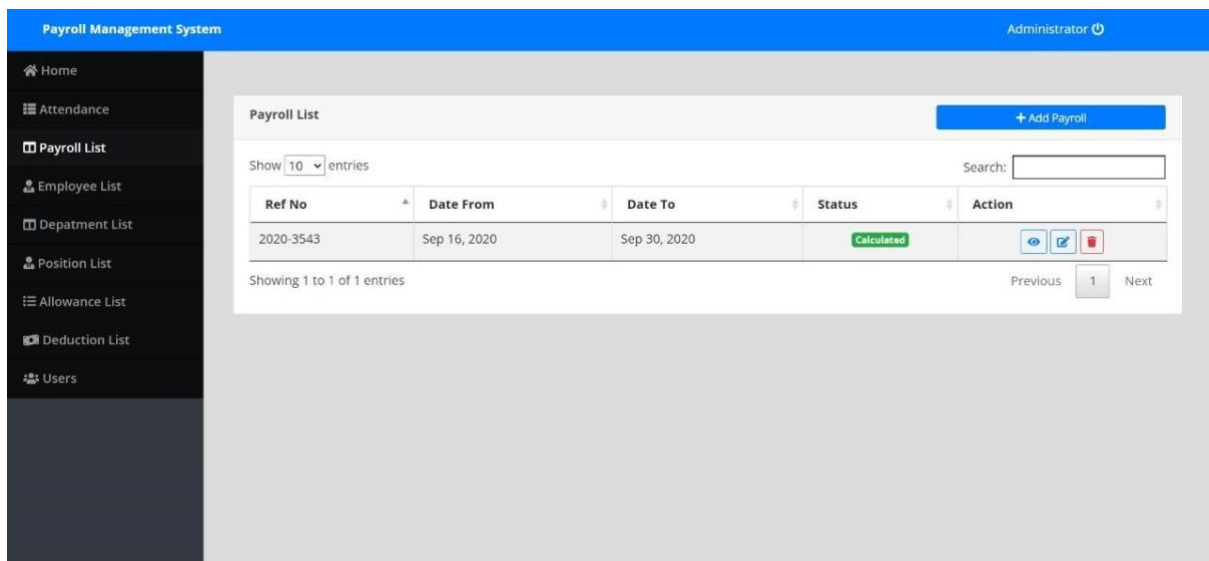 Payroll Management System
Administrator
Home
Attendance
Payroll List
Employee List
Depatment List
Position List
Allowance List
Deduction List
Users
Payroll List
+ Add Payroll
Show 10 entries
Search:
Ref No Date From Date To Status Action
2020-3543 Sep 16, 2020 Sep 30, 2020 Calculated
Showing 1 to 1 of 1 entries
Previous 1 Next